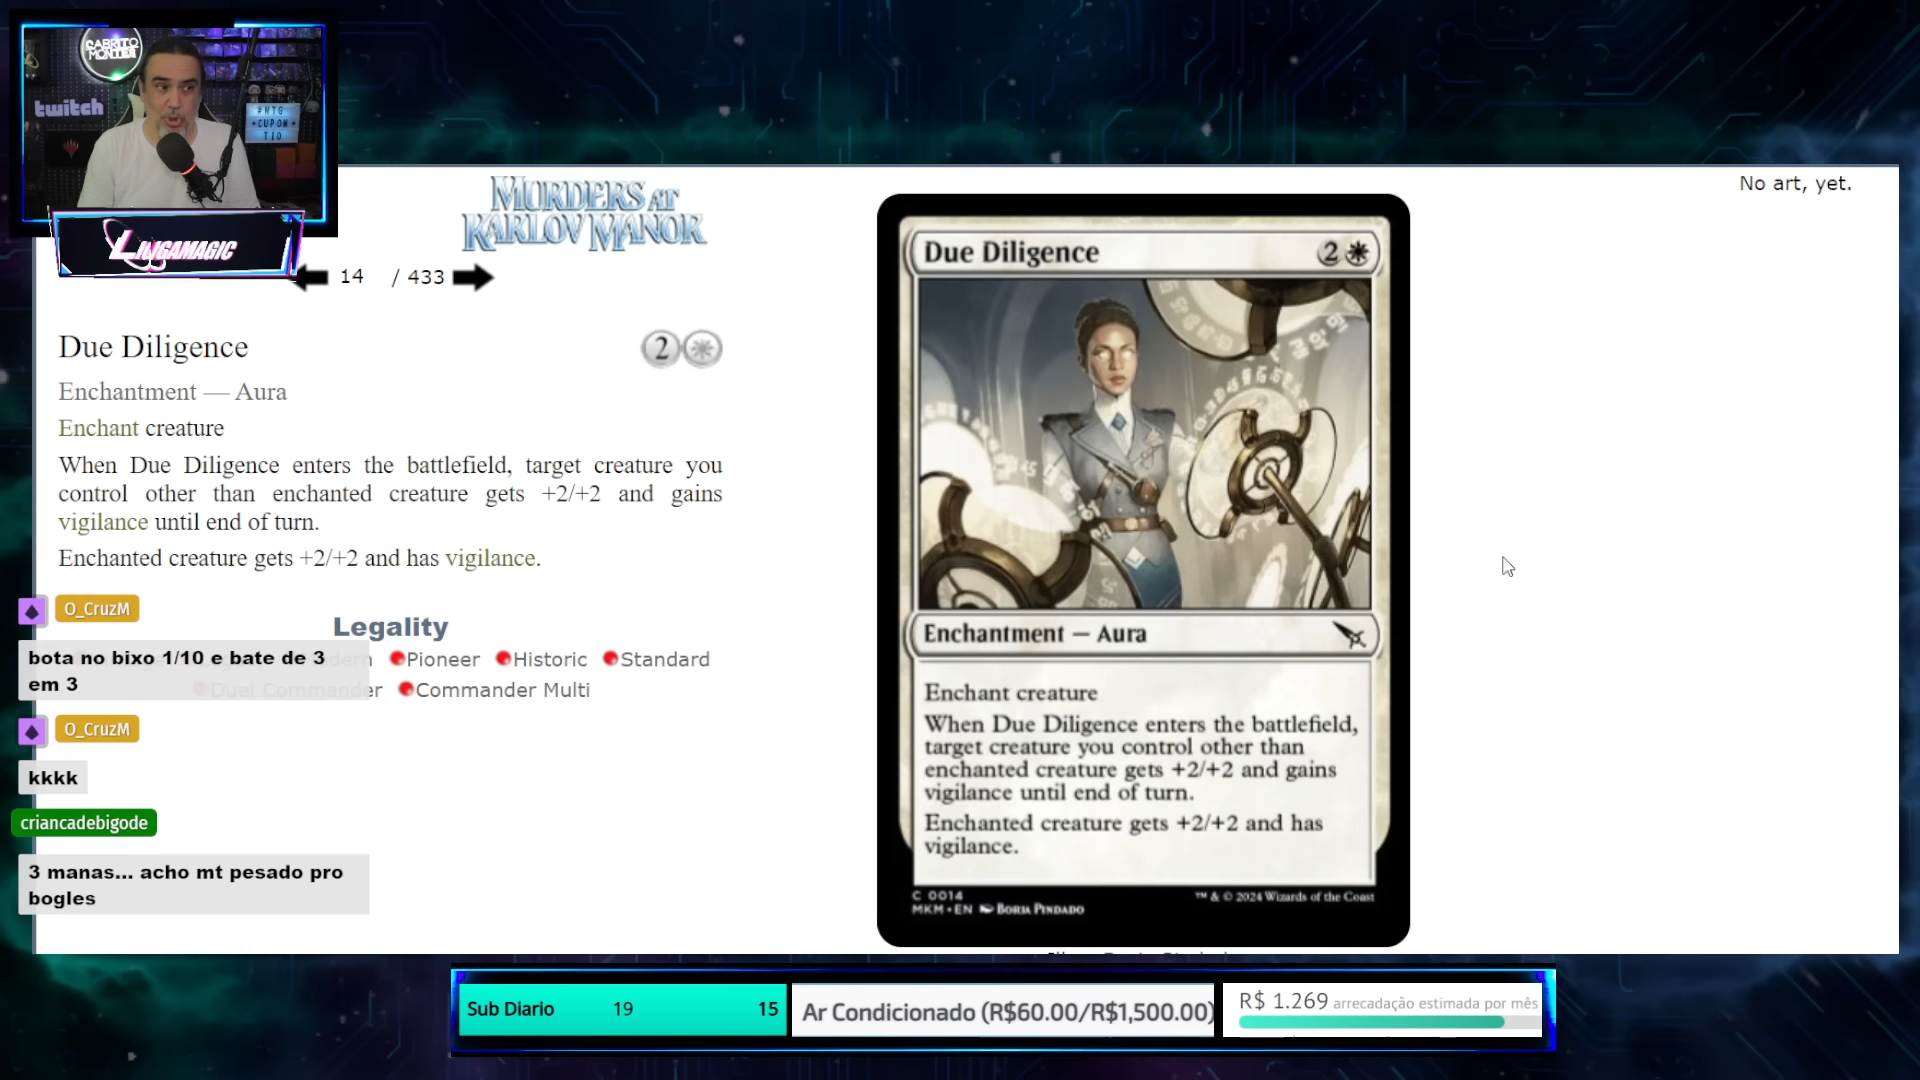 CABRITO
MONTES
twitch
#MTG
•CUPOM•
TIO
LIGAMAGIC
MURDERS AT
KARLOV MANOR
14 / 433
No art, yet.
Due Diligence 2
Enchantment — Aura
Enchant creature
When Due Diligence enters the battlefield, target creature you
control other than enchanted creature gets +2/+2 and gains
vigilance until end of turn.
Enchanted creature gets +2/+2 and has vigilance.
Legality
Pioneer Historic Standard
Dual Commander Commander Multi
O_CruzM
bota no bixo 1/10 e bate de 3
em 3
O_CruzM
kkkk
criancadebigode
3 manas... acho mt pesado pro
bogles
Due Diligence 2
Enchantment — Aura
Enchant creature
When Due Diligence enters the battlefield,
target creature you control other than
enchanted creature gets +2/+2 and gains
vigilance until end of turn.
Enchanted creature gets +2/+2 and has
vigilance.
C 0014
MKM • EN Borja Pindado
™ & © 2024 Wizards of the Coast
Sub Diario 19 15
Ar Condicionado (R$60.00/R$1,500.00)
R$ 1.269 arrecadação estimada por mês